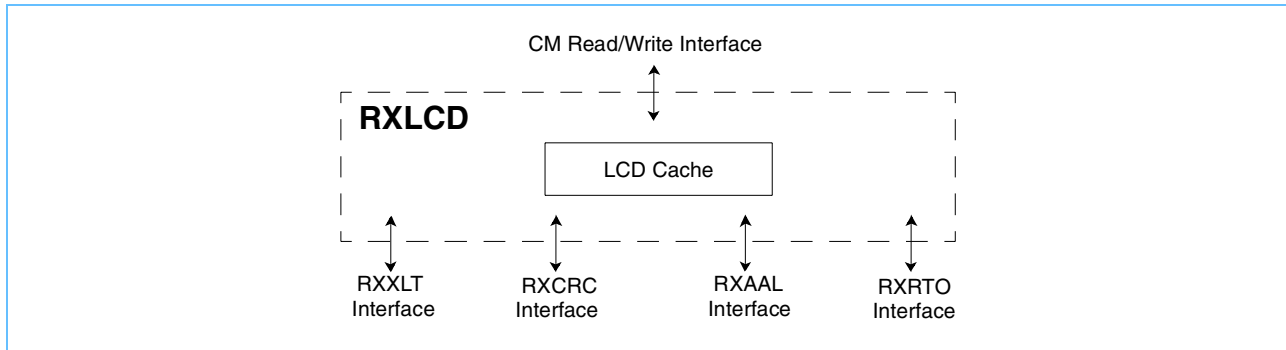 CM Read/Write Interface
RXLCD
LCD Cache
RXXLT
Interface
RXCRC
Interface
RXAAL
Interface
RXRTO
Interface